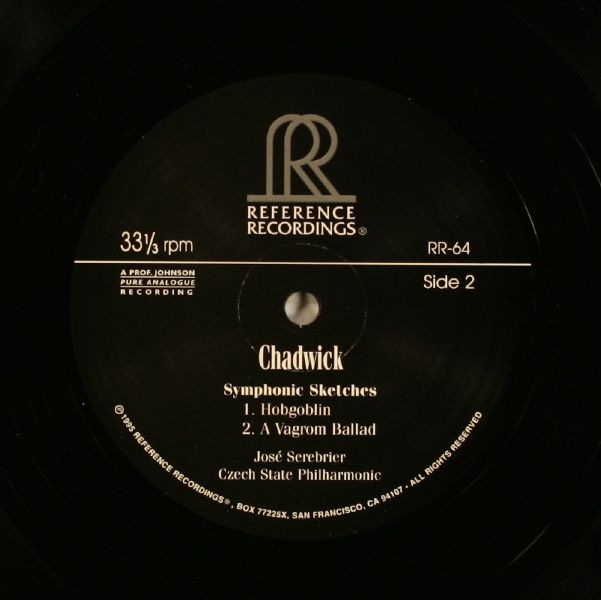 RR
REFERENCE
RECORDINGS®
33⅓ rpm
RR-64
A PROF. JOHNSON
PURE ANALOGUE
RECORDING
Side 2
Chadwick
Symphonic Sketches
1. Hobgoblin
2. A Vagrom Ballad
José Serebrier
Czech State Philharmonic
℗1995 REFERENCE RECORDINGS®, BOX 77225X, SAN FRANCISCO, CA 94107 - ALL RIGHTS RESERVED